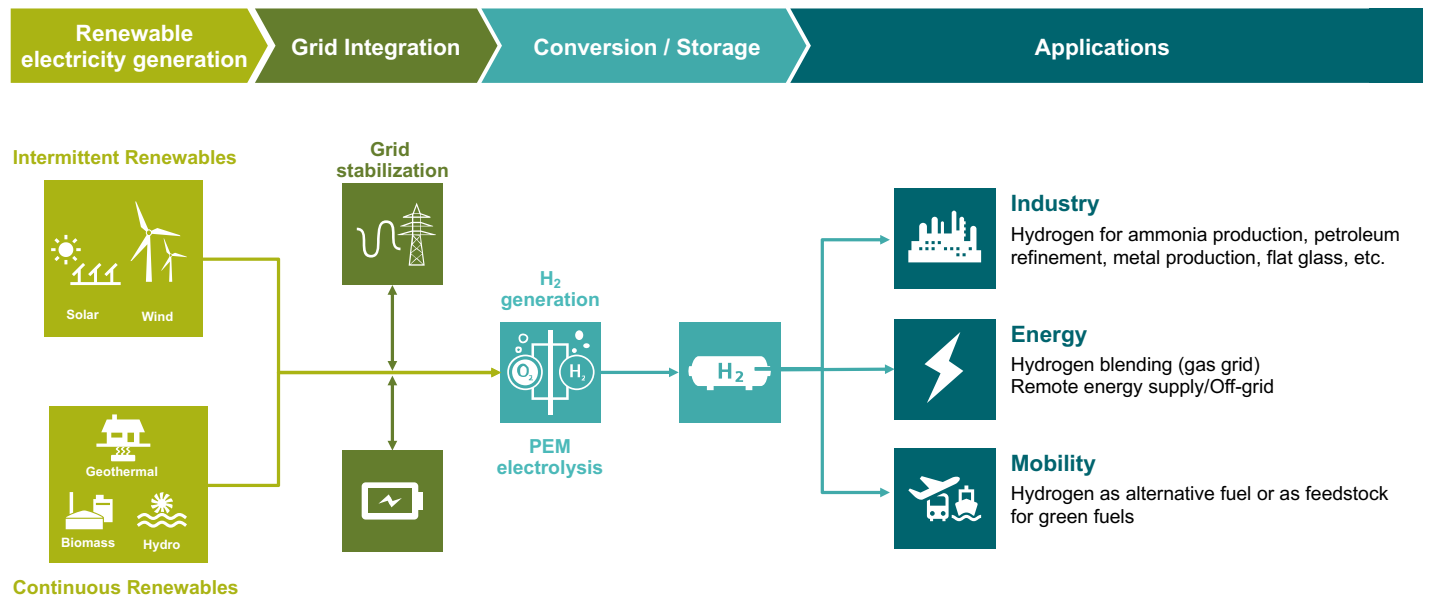 Renewable
electricity generation
Grid Integration
Conversion / Storage
Applications
Intermittent Renewables
Solar
Wind
Geothermal
Biomass
Hydro
Continuous Renewables
Grid
stabilization
H₂
generation
O₂
H₂
PEM
electrolysis
H₂
Industry
Hydrogen for ammonia production, petroleum
refinement, metal production, flat glass, etc.
Energy
Hydrogen blending (gas grid)
Remote energy supply/Off-grid
Mobility
Hydrogen as alternative fuel or as feedstock
for green fuels